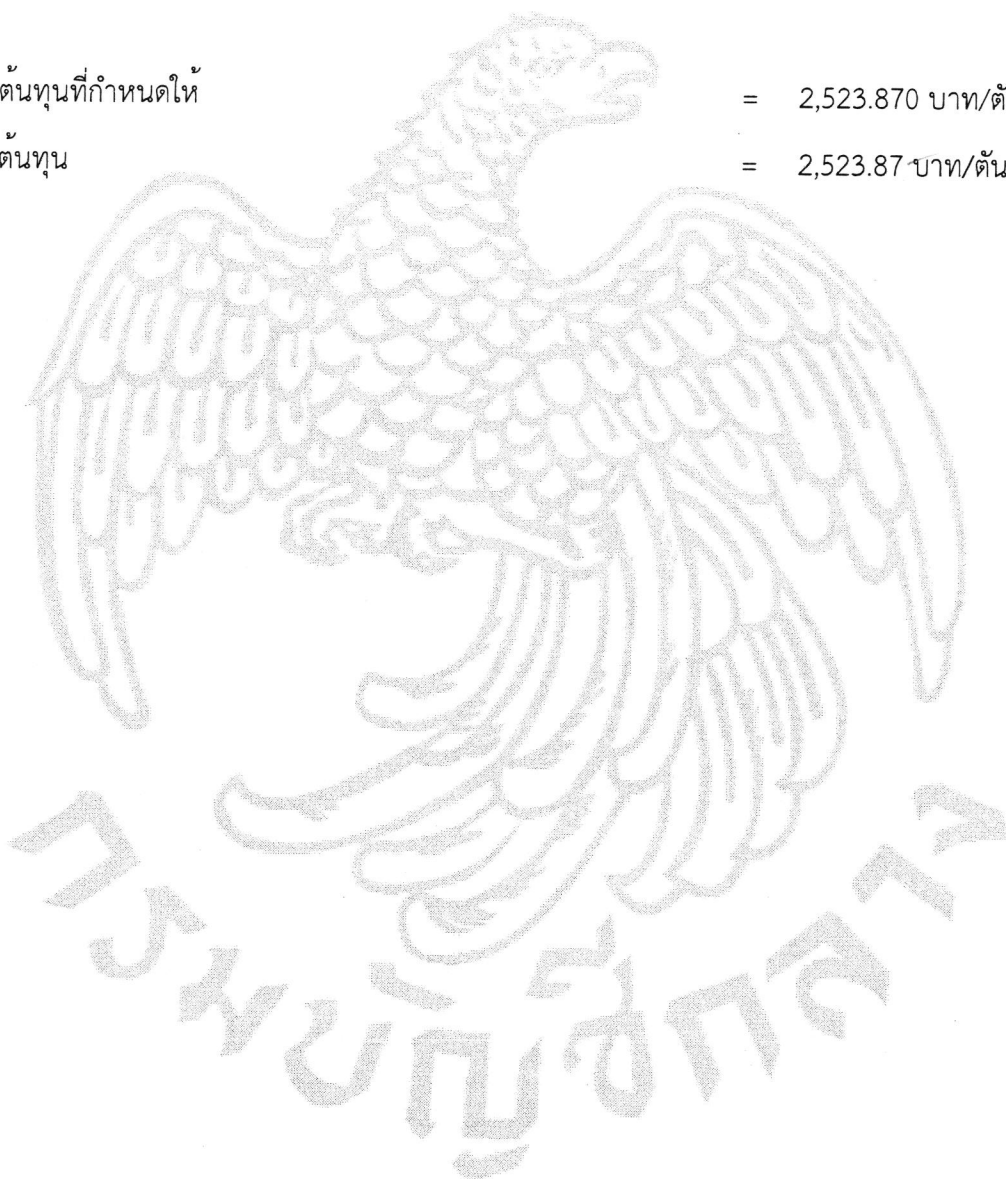 ต้นทุนที่กำหนดให้ = 2,523.870 บาท/ตั
ต้นทุน = 2,523.87 บาท/ตัน
กรมบัญชีกลาง